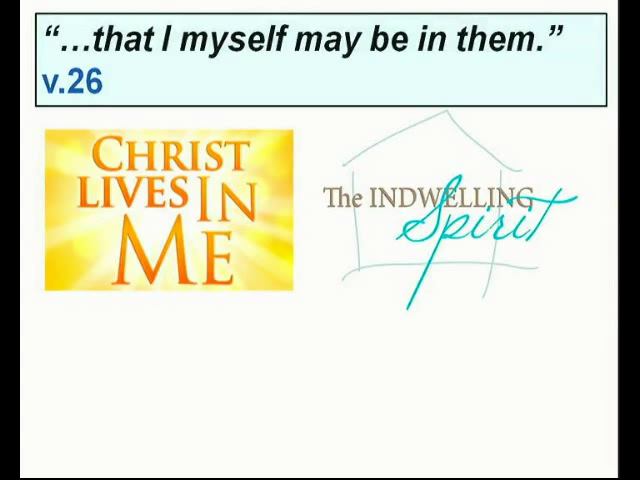 “…that I myself may be in them.”
v.26
CHRIST
LIVES IN
ME
The INDWELLING
Spirit